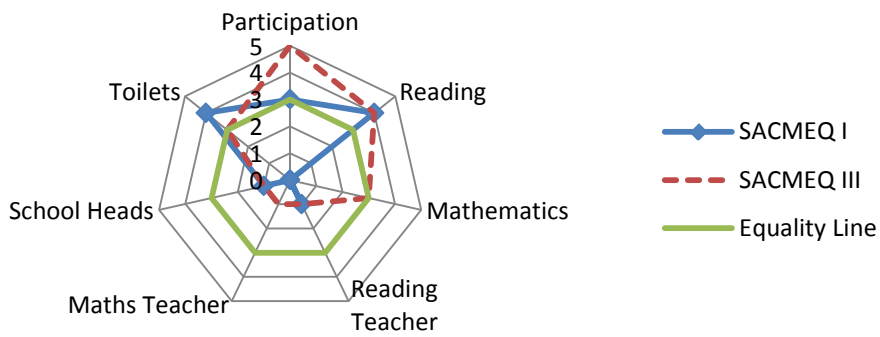 Participation
5
4
3
2
1
0
Toilets
Reading
School Heads
Mathematics
Maths Teacher
Reading
Teacher
SACMEQ I
SACMEQ III
Equality Line